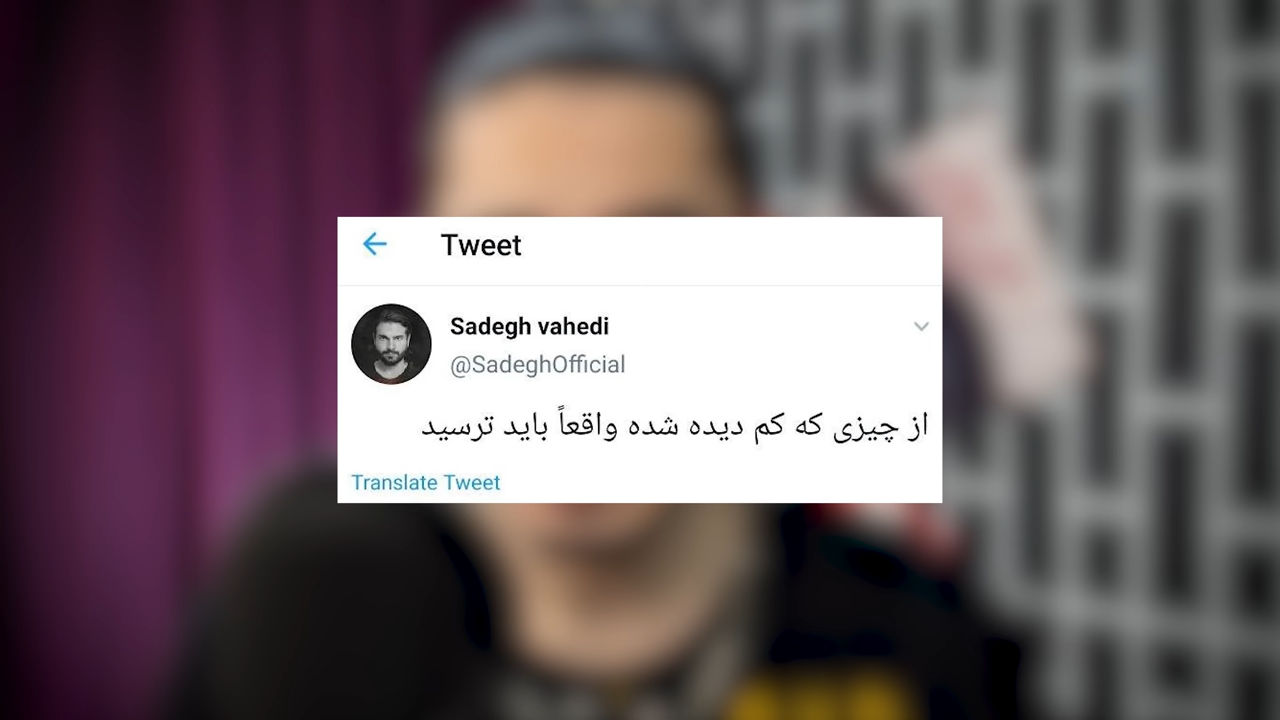 Tweet
Sadegh vahedi
@SadeghOfficial
از چیزی که کم دیده شده واقعاً باید ترسید
Translate Tweet